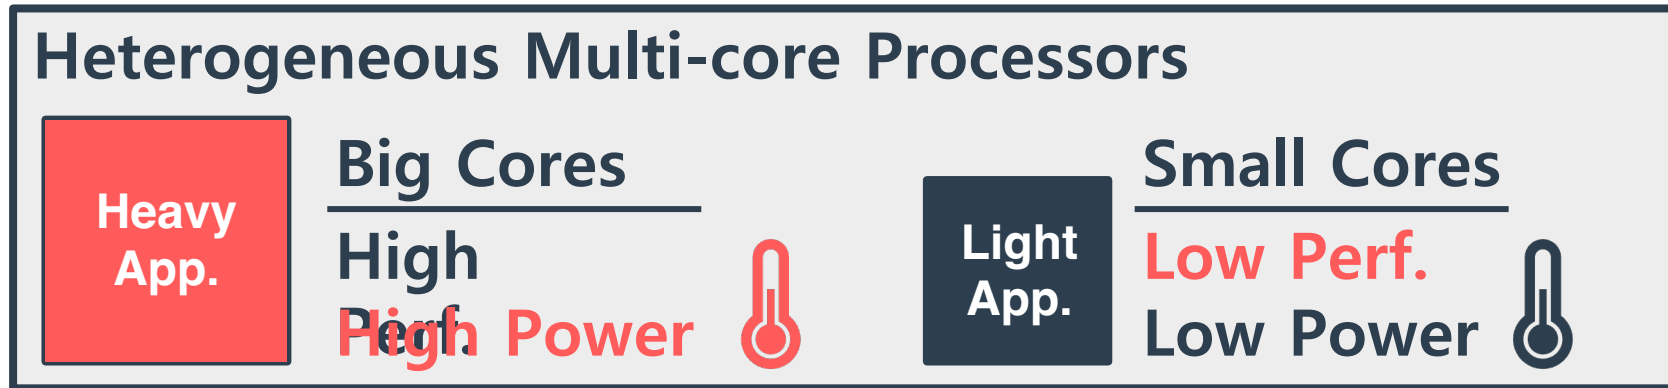 Heterogeneous Multi-core Processors
Heavy
App.
Big Cores
High
Perf.
High Power
Light
App.
Small Cores
Low Perf.
Low Power